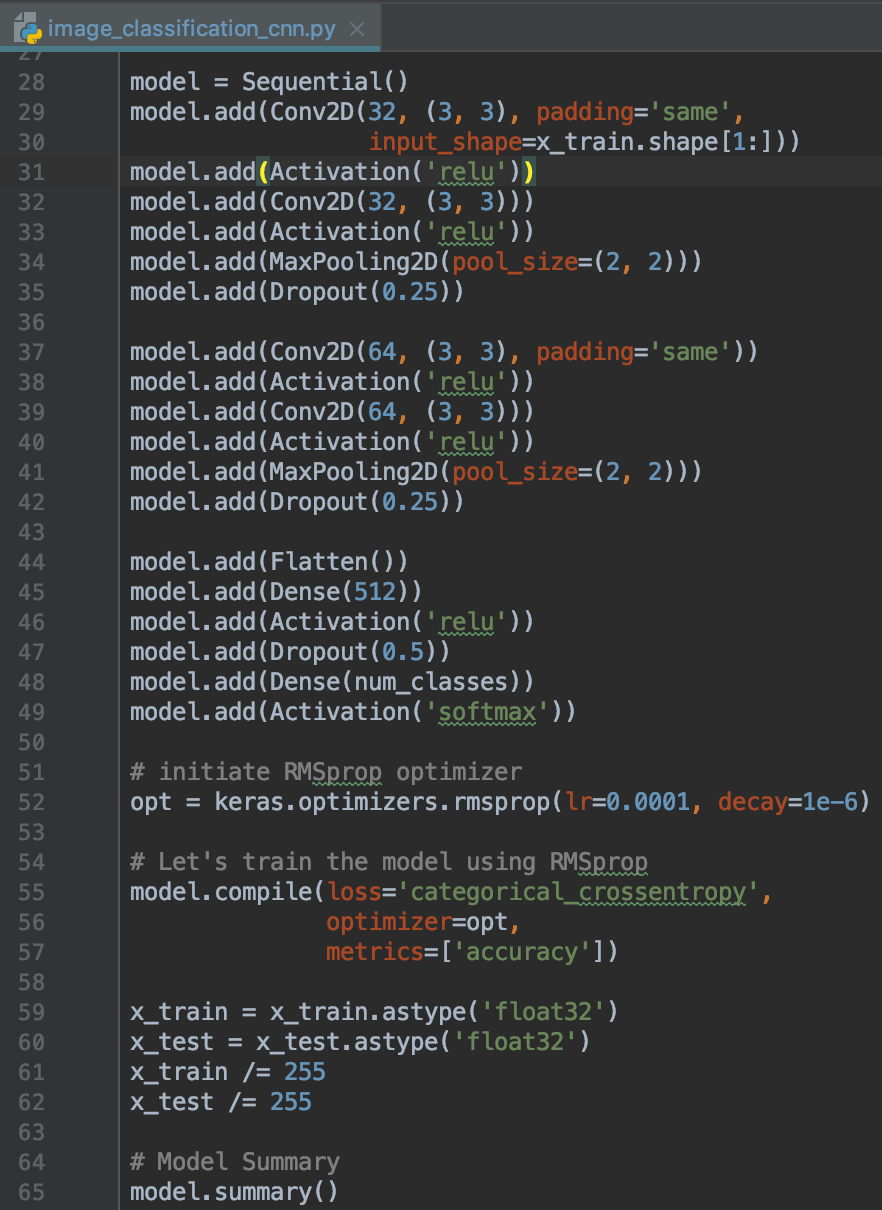 image_classification_cnn.py
27
28 model = Sequential()
29 model.add(Conv2D(32, (3, 3), padding='same',
30                  input_shape=x_train.shape[1:]))
31 model.add(Activation('relu'))
32 model.add(Conv2D(32, (3, 3)))
33 model.add(Activation('relu'))
34 model.add(MaxPooling2D(pool_size=(2, 2)))
35 model.add(Dropout(0.25))
36
37 model.add(Conv2D(64, (3, 3), padding='same'))
38 model.add(Activation('relu'))
39 model.add(Conv2D(64, (3, 3)))
40 model.add(Activation('relu'))
41 model.add(MaxPooling2D(pool_size=(2, 2)))
42 model.add(Dropout(0.25))
43
44 model.add(Flatten())
45 model.add(Dense(512))
46 model.add(Activation('relu'))
47 model.add(Dropout(0.5))
48 model.add(Dense(num_classes))
49 model.add(Activation('softmax'))
50
51 # initiate RMSprop optimizer
52 opt = keras.optimizers.rmsprop(lr=0.0001, decay=1e-6)
53
54 # Let's train the model using RMSprop
55 model.compile(loss='categorical_crossentropy',
56               optimizer=opt,
57               metrics=['accuracy'])
58
59 x_train = x_train.astype('float32')
60 x_test = x_test.astype('float32')
61 x_train /= 255
62 x_test /= 255
63
64 # Model Summary
65 model.summary()